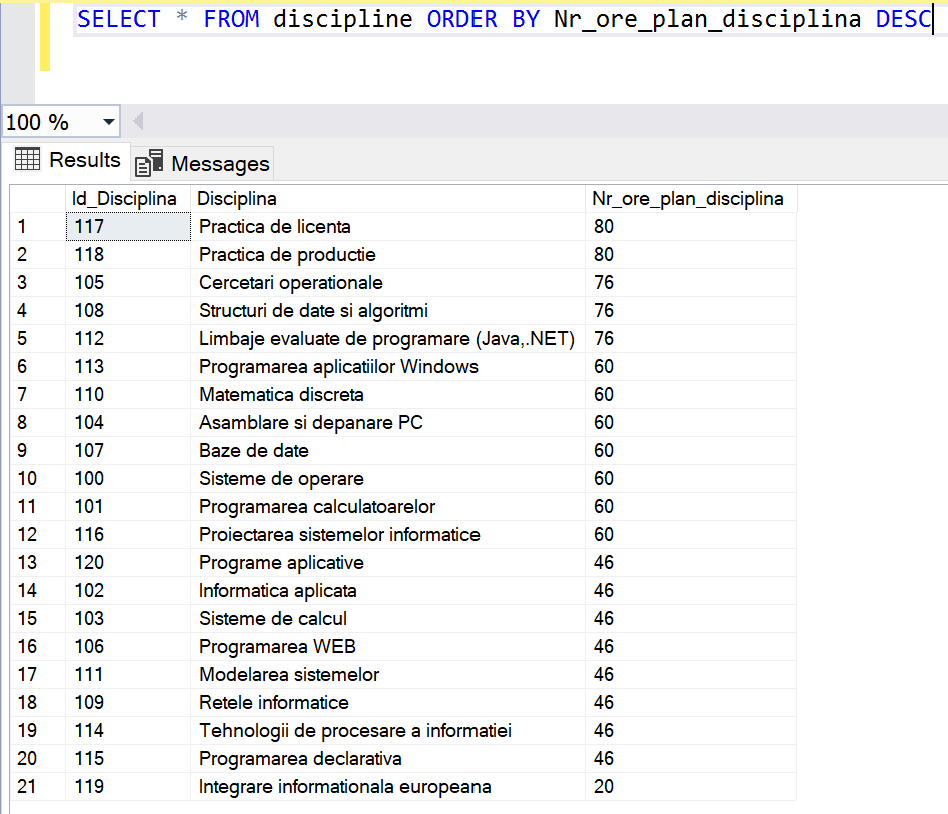 SELECT * FROM discipline ORDER BY Nr_ore_plan_disciplina DESC
100 %
Results Messages
Id_Disciplina Disciplina Nr_ore_plan_disciplina
1 117 Practica de licenta 80
2 118 Practica de productie 80
3 105 Cercetari operationale 76
4 108 Structuri de date si algoritmi 76
5 112 Limbaje evaluate de programare (Java,.NET) 76
6 113 Programarea aplicatiilor Windows 60
7 110 Matematica discreta 60
8 104 Asamblare si depanare PC 60
9 107 Baze de date 60
10 100 Sisteme de operare 60
11 101 Programarea calculatoarelor 60
12 116 Proiectarea sistemelor informatice 60
13 120 Programe aplicative 46
14 102 Informatica aplicata 46
15 103 Sisteme de calcul 46
16 106 Programarea WEB 46
17 111 Modelarea sistemelor 46
18 109 Retele informatice 46
19 114 Tehnologii de procesare a informatiei 46
20 115 Programarea declarativa 46
21 119 Integrare informationala europeana 20